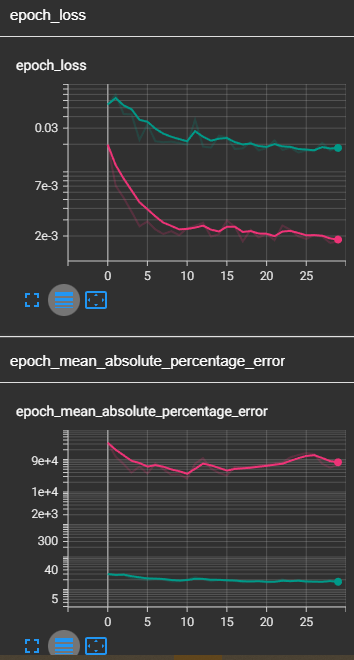 epoch_loss
epoch_loss
0.03
7e-3
2e-3
0 5 10 15 20 25
epoch_mean_absolute_percentage_error
epoch_mean_absolute_percentage_error
9e+4
1e+4
2e+3
300
40
5
0 5 10 15 20 25